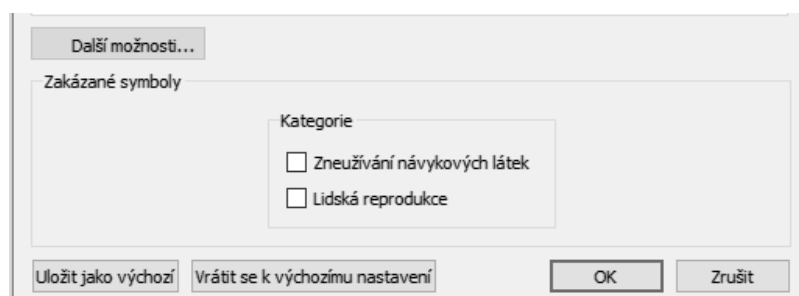 Další možnosti...
Zakázané symboly
Kategorie
Zneužívání návykových látek
Lidská reprodukce
Uložit jako výchozí Vrátit se k výchozímu nastavení OK Zrušit